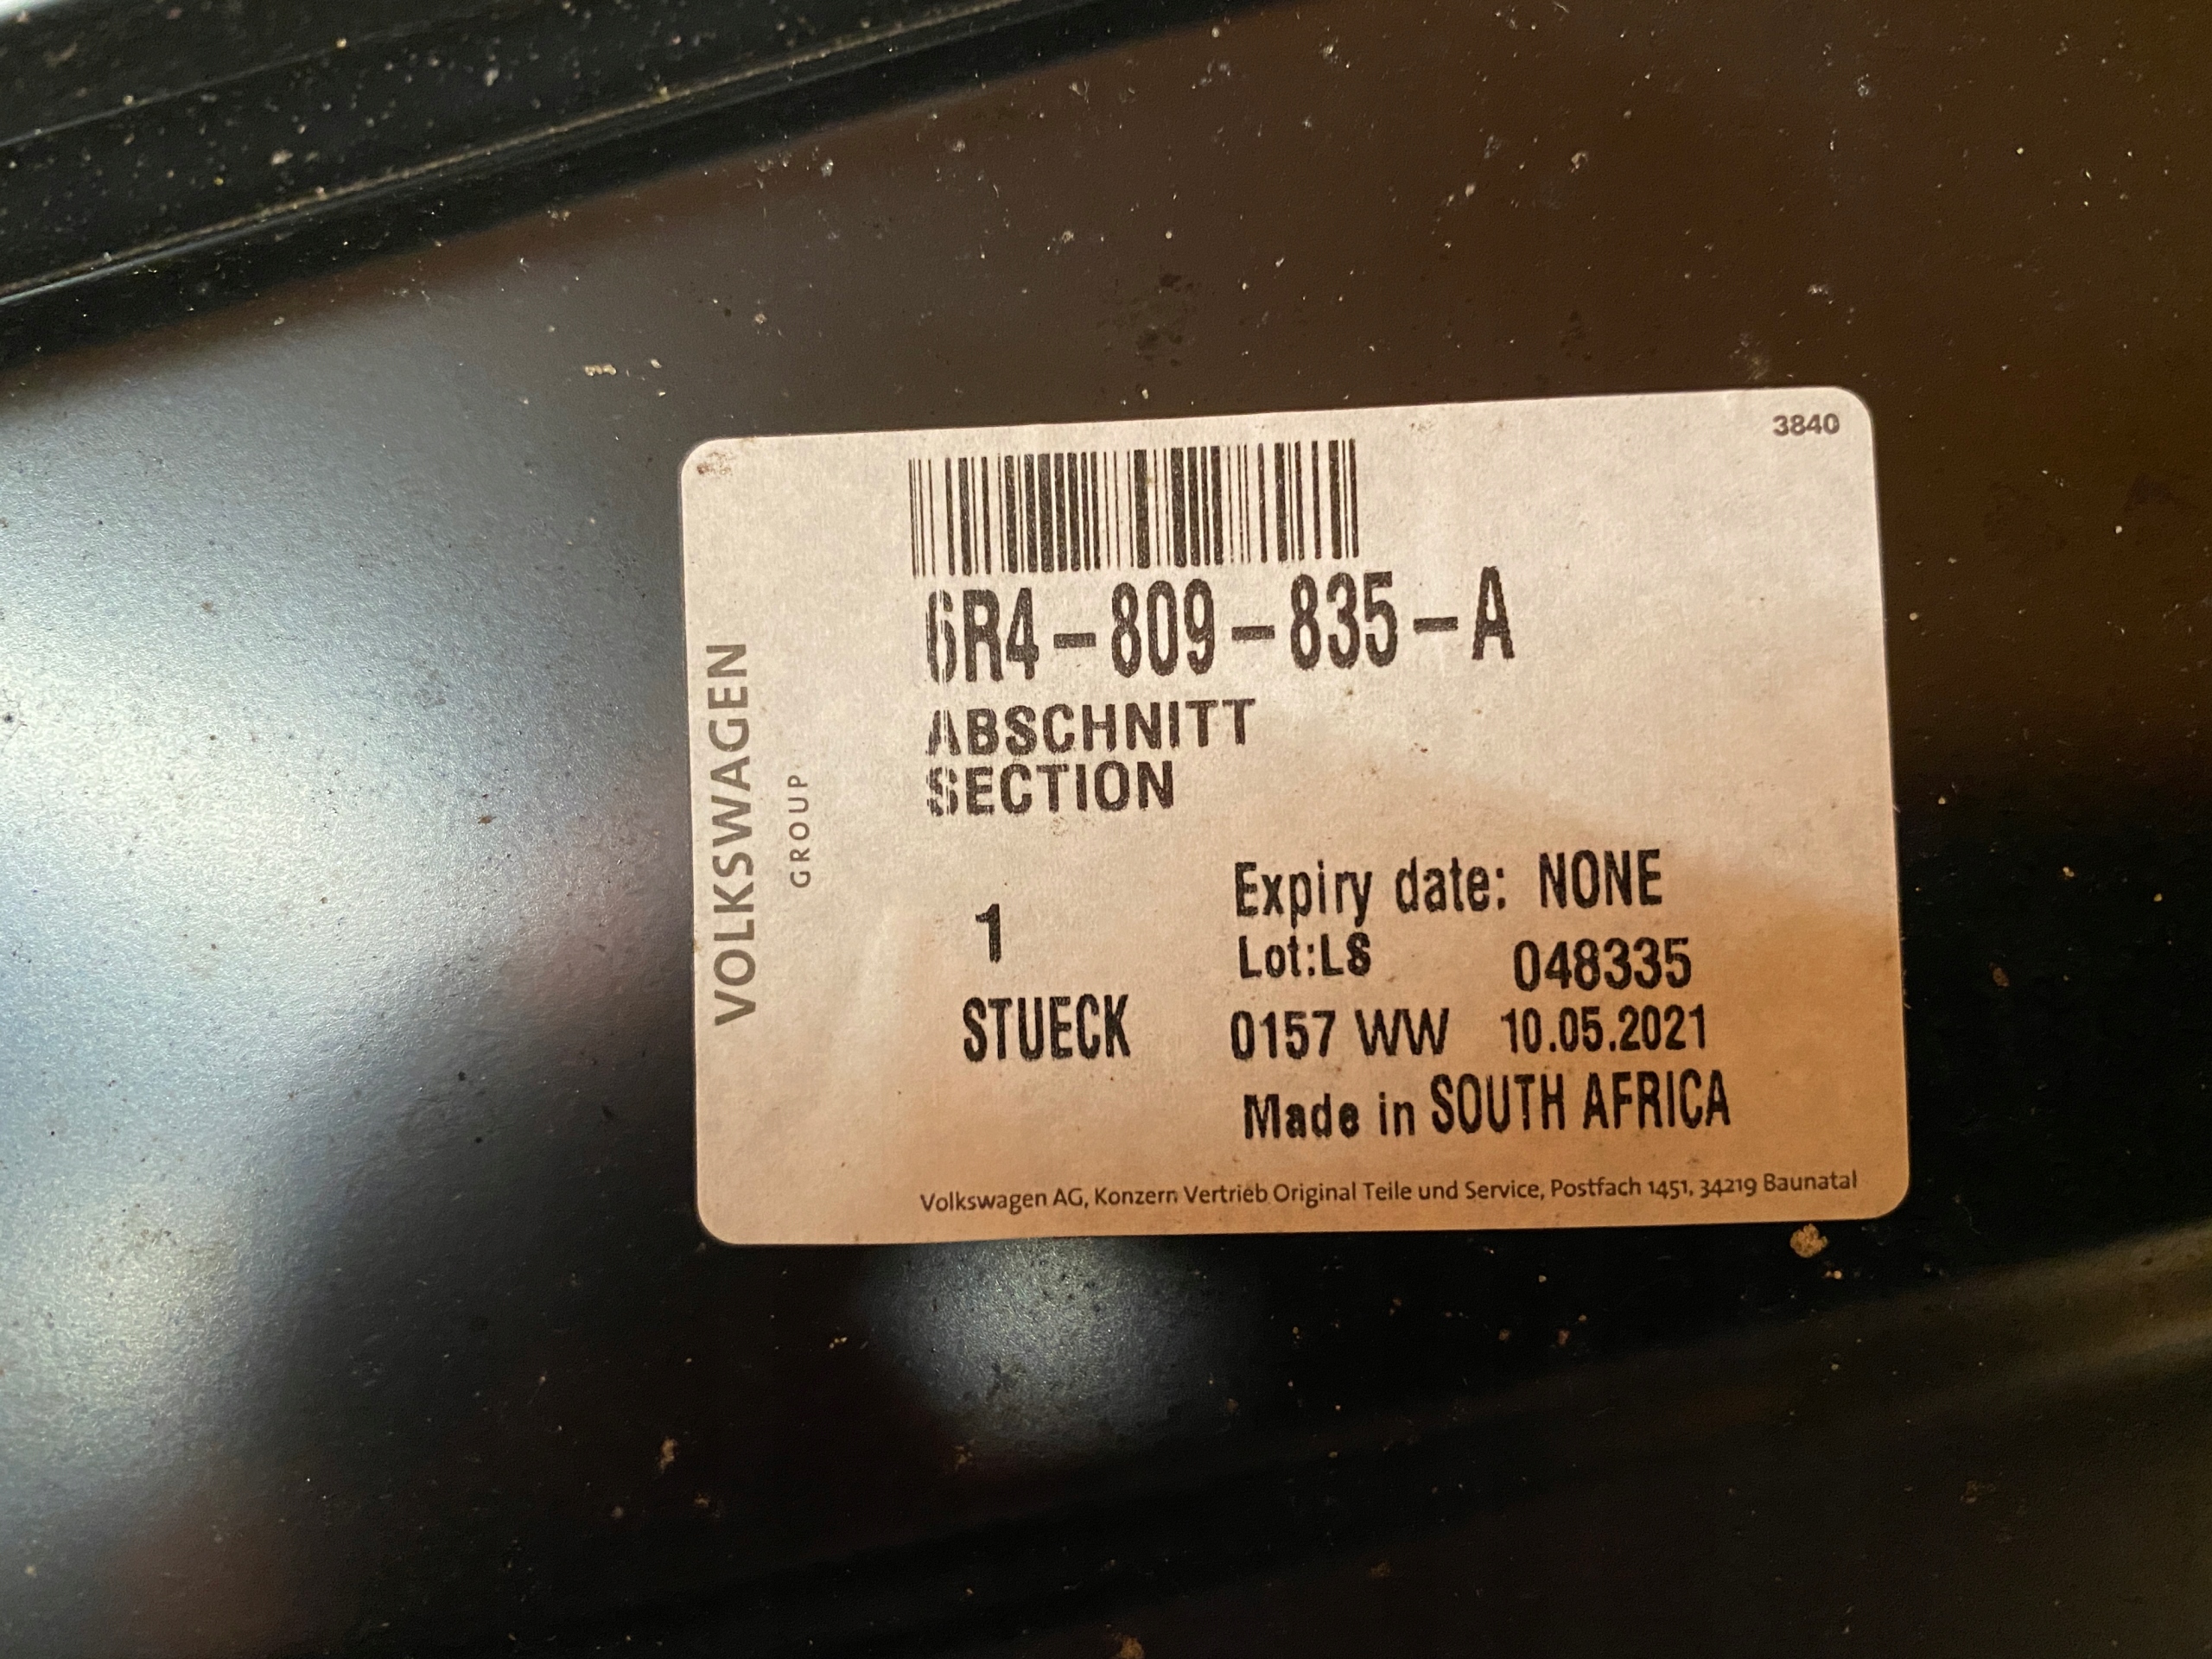 3840
6R4-809-835-A
ABSCHNITT
SECTION
VOLKSWAGEN
GROUP
1
STUECK
Expiry date: NONE
Lot:LS 048335
0157 WW 10.05.2021
Made in SOUTH AFRICA
Volkswagen AG, Konzern Vertrieb Original Teile und Service, Postfach 1451, 34219 Baunatal